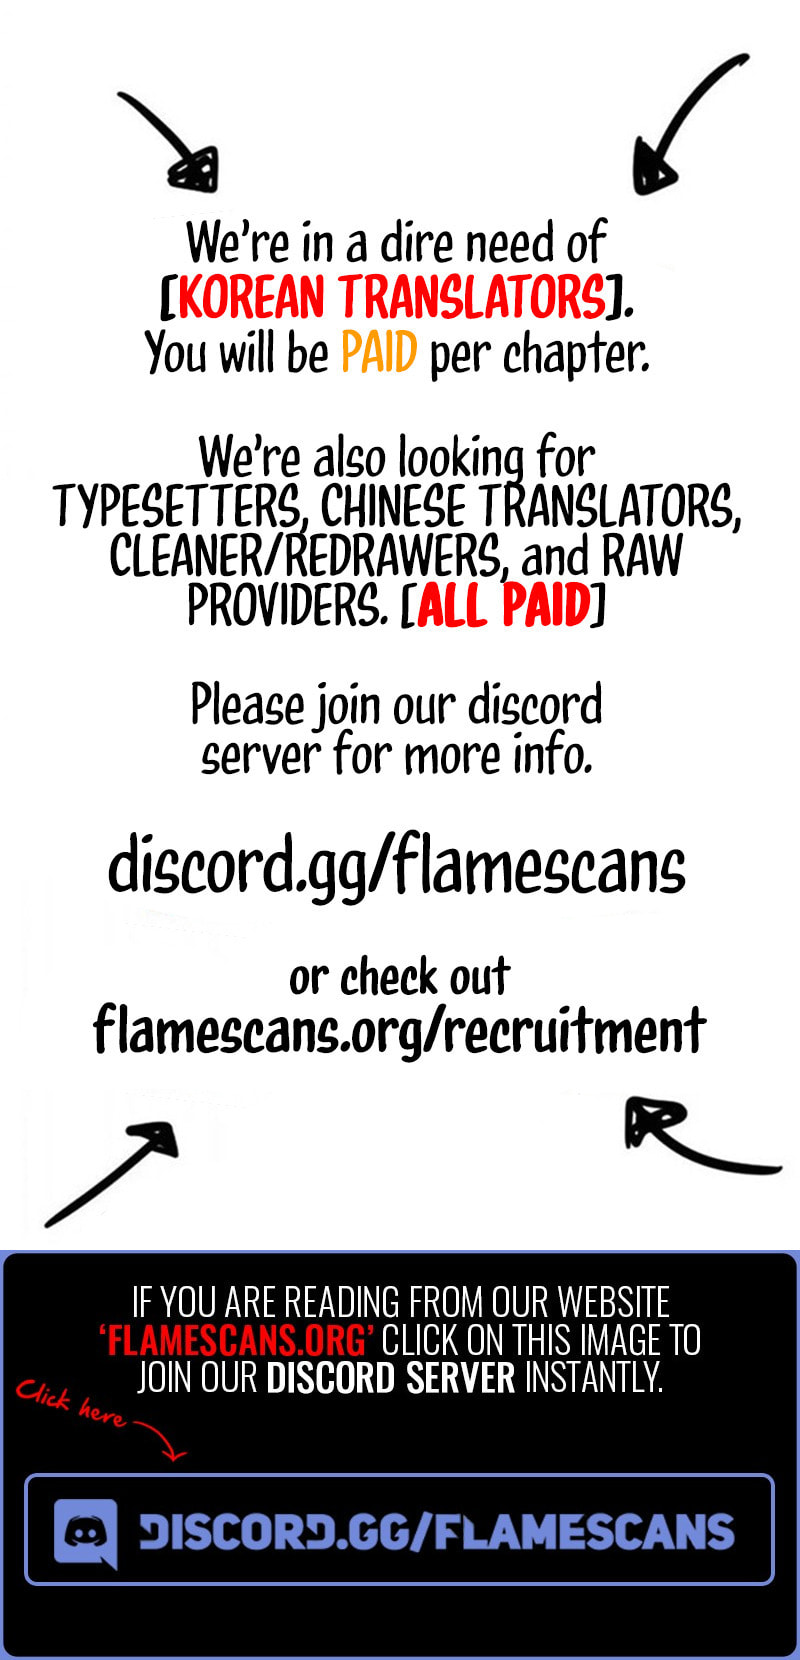 We're in a dire need of
[KOREAN TRANSLATORS].
You will be PAID per chapter.
We're also looking for
TYPESETTERS, CHINESE TRANSLATORS,
CLEANER/REDRAWERS, and RAW
PROVIDERS. [ALL PAID]
Please join our discord
server for more info.
discord.gg/flamescans
or check out
flamescans.org/recruitment
IF YOU ARE READING FROM OUR WEBSITE
'FLAMESCANS.ORG' CLICK ON THIS IMAGE TO
JOIN OUR DISCORD SERVER INSTANTLY.
Click here
DISCORD.GG/FLAMESCANS